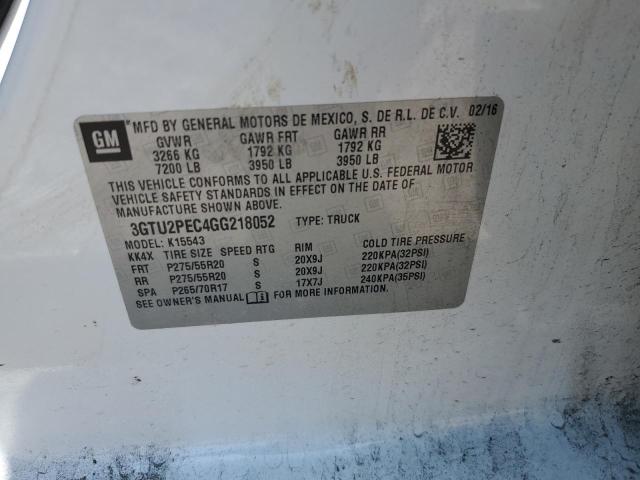 GM
*MFD BY GENERAL MOTORS DE MEXICO, S. DE R.L. DE C.V. 02/16
GVWR GAWR FRT GAWR RR
3266 KG 1792 KG 1792 KG
7200 LB 3950 LB 3950 LB
THIS VEHICLE CONFORMS TO ALL APPLICABLE U.S. FEDERAL MOTOR
VEHICLE SAFETY STANDARDS IN EFFECT ON THE DATE OF
MANUFACTURE SHOWN ABOVE.
3GTU2PEC4GG218052 TYPE: TRUCK
MODEL: K15543
KK4X TIRE SIZE SPEED RTG RIM COLD TIRE PRESSURE
FRT P275/55R20 S 20X9J 220KPA(32PSI)
RR P275/55R20 S 20X9J 220KPA(32PSI)
SPA P265/70R17 S 17X7J 240KPA(35PSI)
SEE OWNER'S MANUAL FOR MORE INFORMATION.